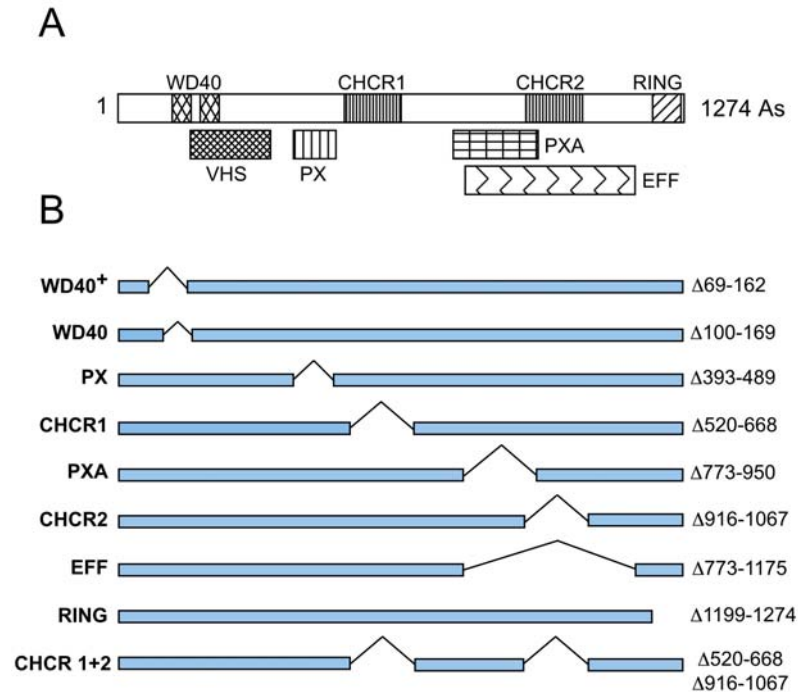 A
WD40 CHCR1 CHCR2 RING
1 1274 As
VHS PX PXA
EFF
B
WD40+ Δ69-162
WD40 Δ100-169
PX Δ393-489
CHCR1 Δ520-668
PXA Δ773-950
CHCR2 Δ916-1067
EFF Δ773-1175
RING Δ1199-1274
CHCR 1+2 Δ520-668
Δ916-1067